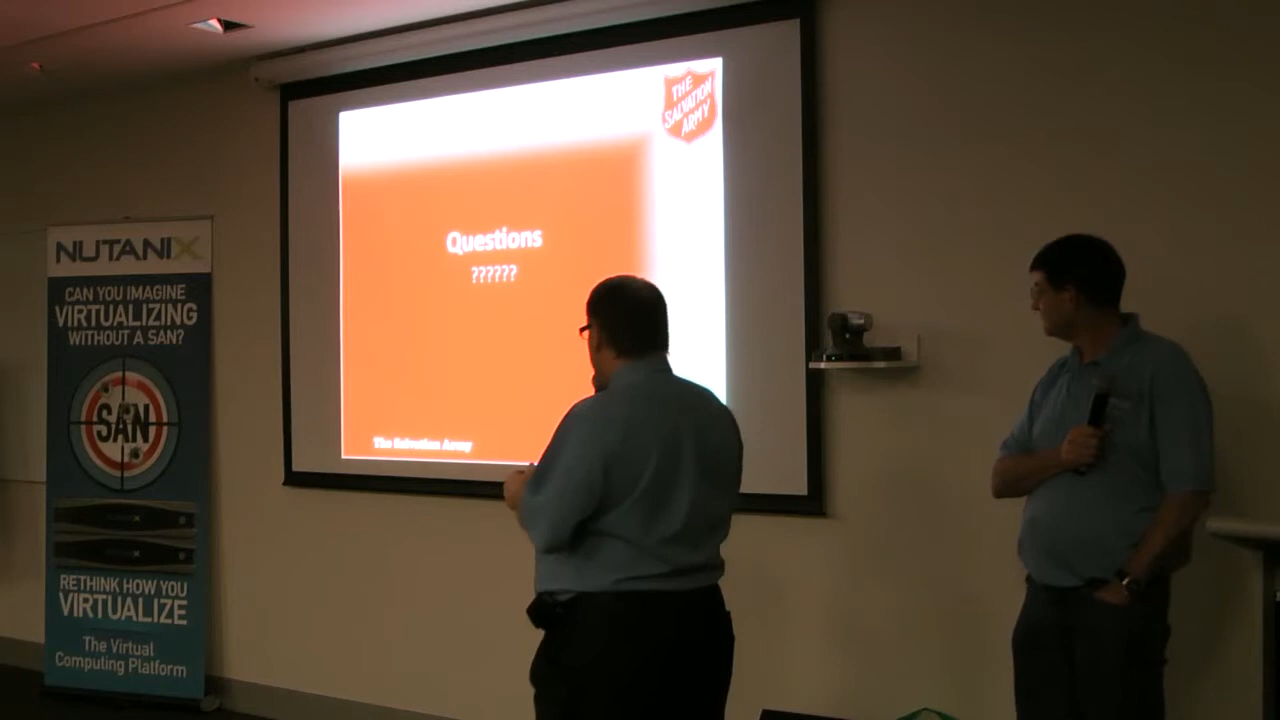 NUTANIX
CAN YOU IMAGINE
VIRTUALIZING
WITHOUT A SAN?
SAN
RETHINK HOW YOU
VIRTUALIZE
The Virtual
Computing Platform
THE
SALVATION
ARMY
Questions
??????
The Salvation Army